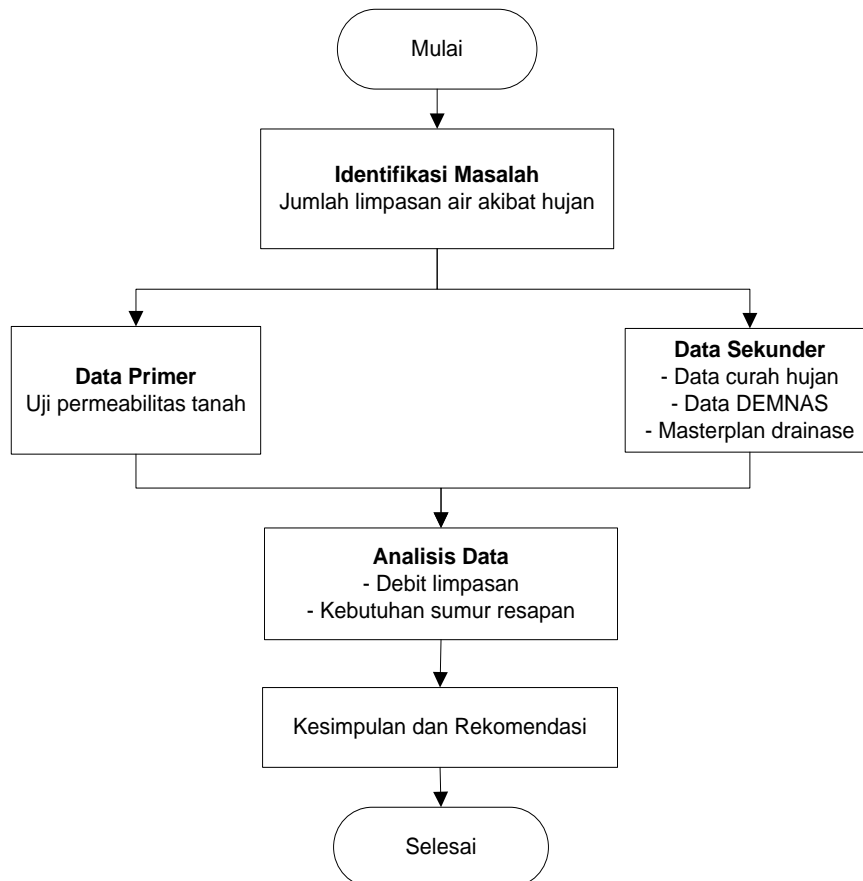 Mulai
Identifikasi Masalah
Jumlah limpasan air akibat hujan
Data Primer
Uji permeabilitas tanah
Data Sekunder
- Data curah hujan
- Data DEMNAS
- Masterplan drainase
Analisis Data
- Debit limpasan
- Kebutuhan sumur resapan
Kesimpulan dan Rekomendasi
Selesai